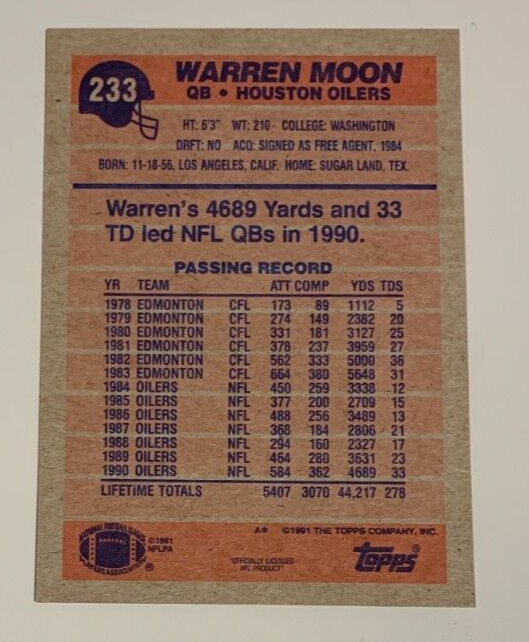 233
WARREN MOON
QB • HOUSTON OILERS
HT: 6'3" WT: 210 COLLEGE: WASHINGTON
DRFT: NO ACQ: SIGNED AS FREE AGENT, 1984
BORN: 11-18-56, LOS ANGELES, CALIF. HOME: SUGAR LAND, TEX.
Warren's 4689 Yards and 33
TD led NFL QBs in 1990.
PASSING RECORD
YR TEAM ATT COMP YDS TDS
1978 EDMONTON CFL 173 89 1112 5
1979 EDMONTON CFL 274 149 2382 20
1980 EDMONTON CFL 331 181 3127 25
1981 EDMONTON CFL 378 237 3959 27
1982 EDMONTON CFL 562 333 5000 36
1983 EDMONTON CFL 664 380 5648 31
1984 OILERS NFL 450 259 3338 12
1985 OILERS NFL 377 200 2709 15
1986 OILERS NFL 488 256 3489 13
1987 OILERS NFL 368 184 2806 21
1988 OILERS NFL 294 160 2327 17
1989 OILERS NFL 464 280 3631 23
1990 OILERS NFL 584 362 4689 33
LIFETIME TOTALS 5407 3070 44,217 278
A* ©1991 THE TOPPS COMPANY, INC.
NATIONAL FOOTBALL LEAGUE
PLAYERS ASSOCIATION ®
©1991
NFLPA
"OFFICIALLY LICENSED
NFL PRODUCT"
topps®